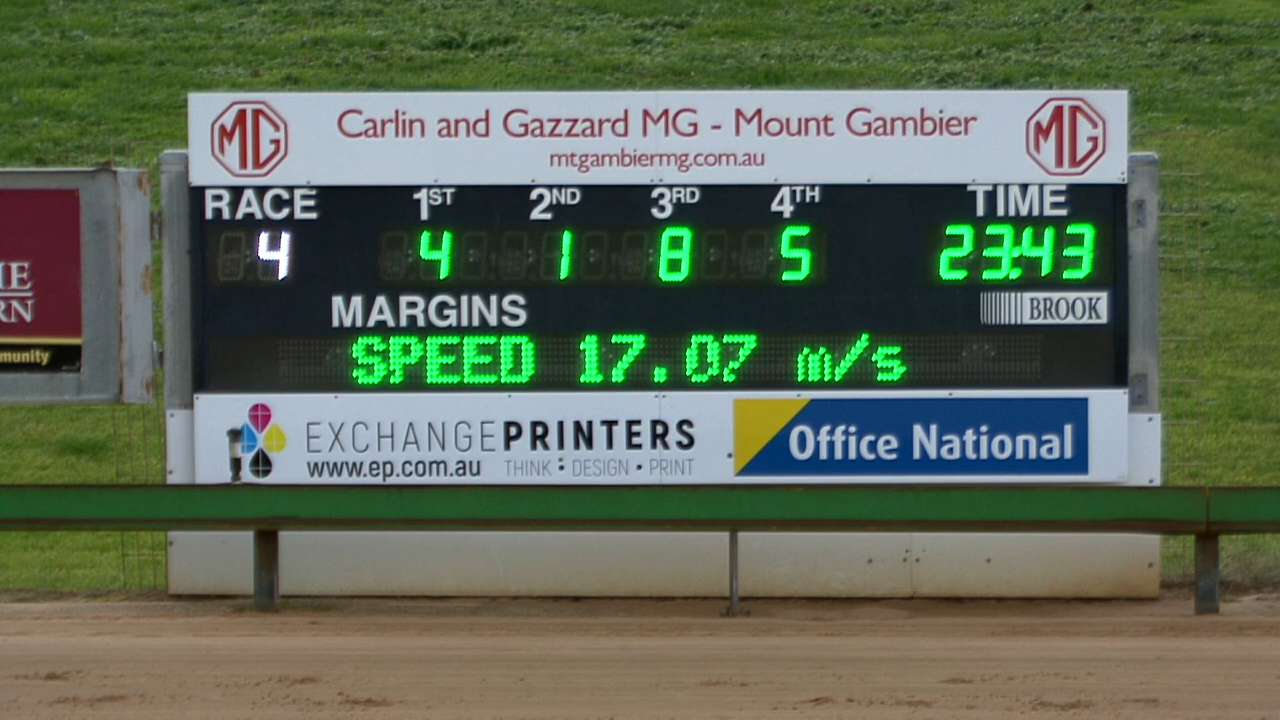 MG Carlin and Gazzard MG - Mount Gambier MG
mtgambiermg.com.au
RACE 1ST 2ND 3RD 4TH TIME
4 4 1 8 5 23:43
MARGINS BROOK
SPEED 17.07 m/s
EXCHANGEPRINTERS
www.ep.com.au THINK : DESIGN • PRINT
Office National
munity